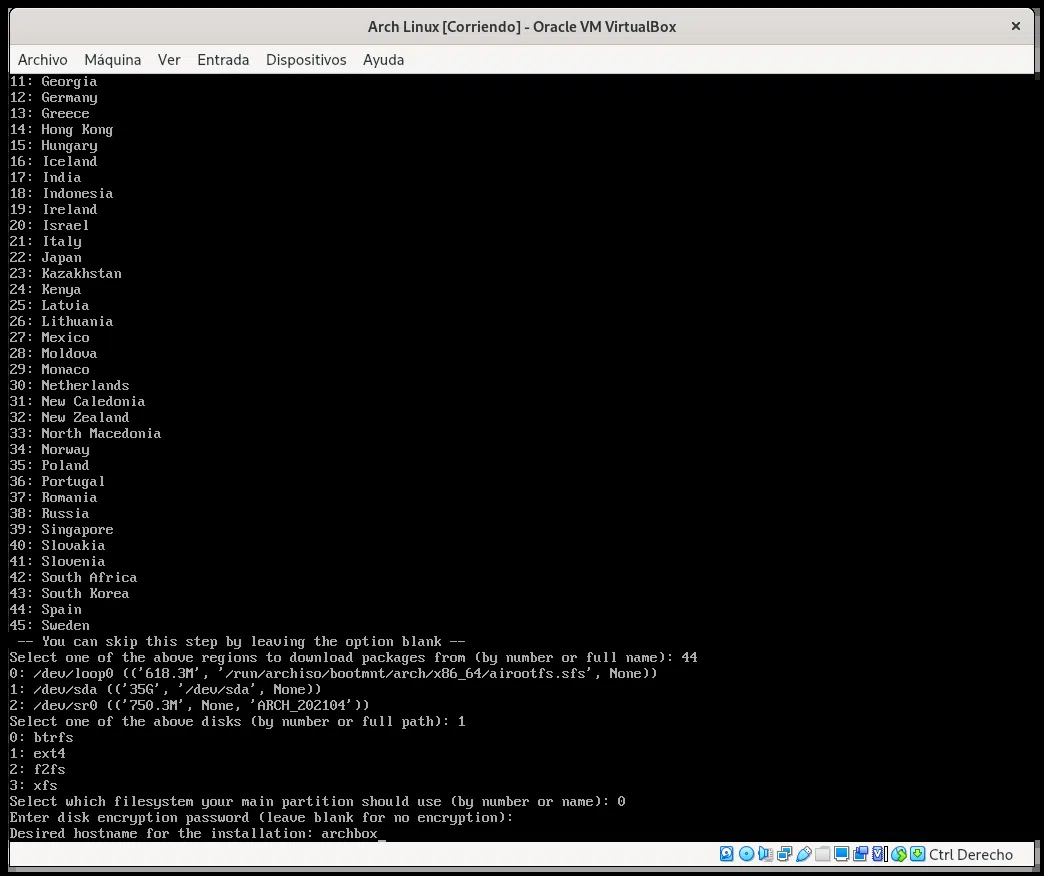 Arch Linux [Corriendo] - Oracle VM VirtualBox
Archivo Máquina Ver Entrada Dispositivos Ayuda
11: Georgia
12: Germany
13: Greece
14: Hong Kong
15: Hungary
16: Iceland
17: India
18: Indonesia
19: Ireland
20: Israel
21: Italy
22: Japan
23: Kazakhstan
24: Kenya
25: Latvia
26: Lithuania
27: Mexico
28: Moldova
29: Monaco
30: Netherlands
31: New Caledonia
32: New Zealand
33: North Macedonia
34: Norway
35: Poland
36: Portugal
37: Romania
38: Russia
39: Singapore
40: Slovakia
41: Slovenia
42: South Africa
43: South Korea
44: Spain
45: Sweden
-- You can skip this step by leaving the option blank --
Select one of the above regions to download packages from (by number or full name): 44
0: /dev/loop0 (('618.3M', '/run/archiso/bootmnt/arch/x86_64/airootfs.sfs', None))
1: /dev/sda (('35G', '/dev/sda', None))
2: /dev/sr0 (('750.3M', None, 'ARCH_202104'))
Select one of the above disks (by number or full path): 1
0: btrfs
1: ext4
2: f2fs
3: xfs
Select which filesystem your main partition should use (by number or name): 0
Enter disk encryption password (leave blank for no encryption):
Desired hostname for the installation: archbox_
Ctrl Derecho